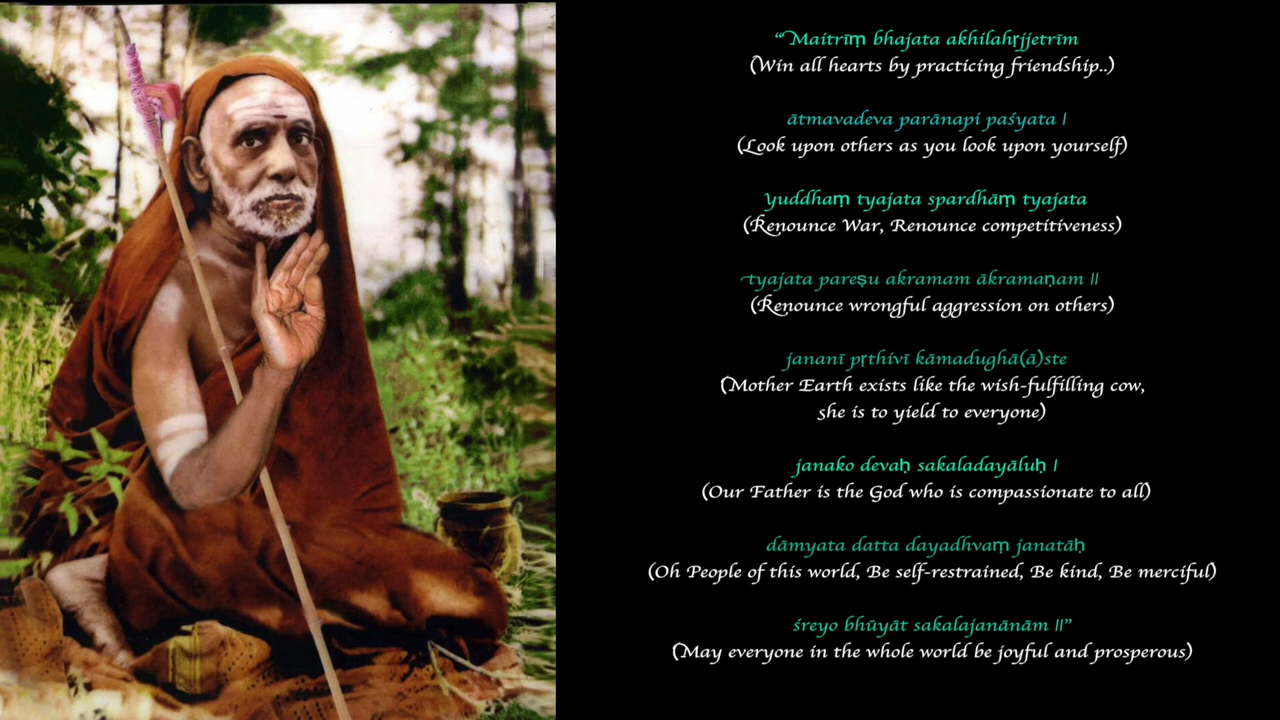 “Maitrīṃ bhajata akhilahṛjjetrīm
(Win all hearts by practicing friendship..)
ātmavadeva parānapi paśyata |
(Look upon others as you look upon yourself)
yuddhaṃ tyajata spardhāṃ tyajata
(Renounce War, Renounce competitiveness)
tyajata pareṣu akramam ākramaṇam ||
(Renounce wrongful aggression on others)
jananī pṛthivī kāmadughā(ā)ste
(Mother Earth exists like the wish-fulfilling cow,
she is to yield to everyone)
janako devaḥ sakaladayāluḥ |
(Our Father is the God who is compassionate to all)
dāmyata datta dayadhvaṃ janatāḥ
(Oh People of this world, Be self-restrained, Be kind, Be merciful)
śreyo bhūyāt sakalajanānām ||”
(May everyone in the whole world be joyful and prosperous)